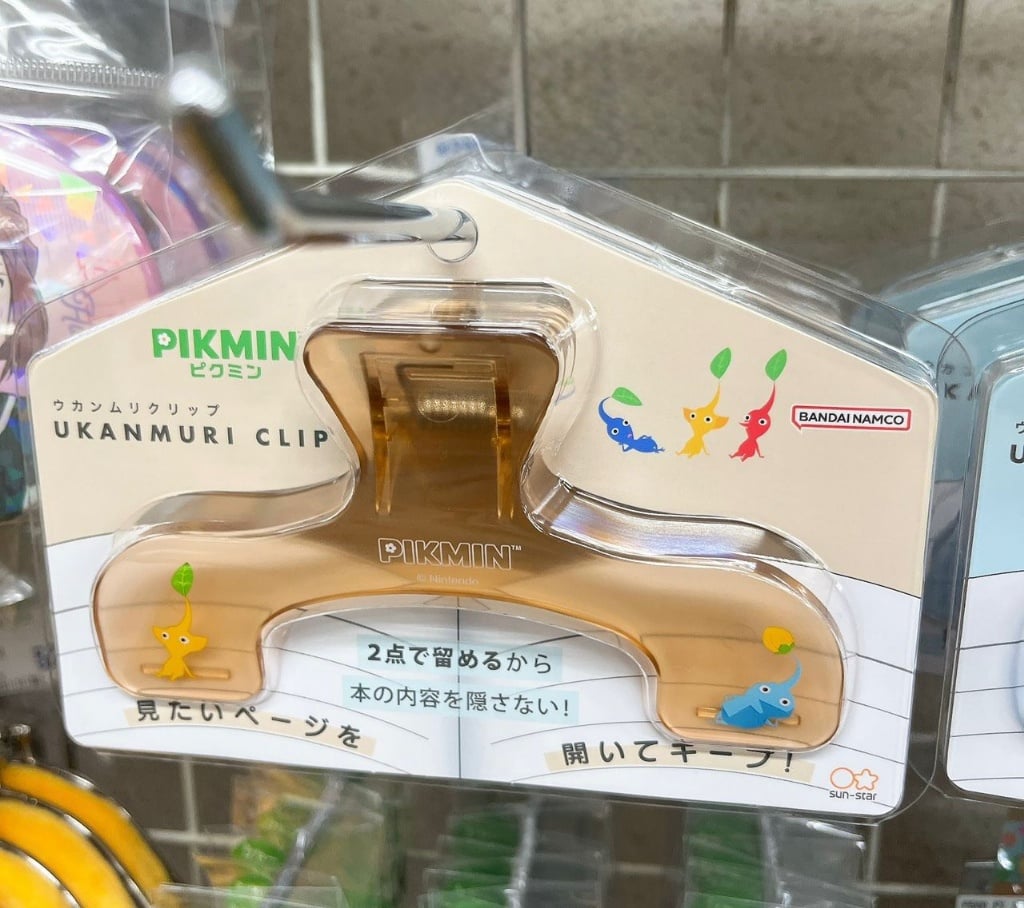 PIKMIN
ピクミン
ウカンムリクリップ
UKANMURI CLIP
BANDAI NAMCO
PIKMIN™
© Nintendo
2点で留めるから
本の内容を隠さない!
見たいページを
開いてキープ!
sun-star